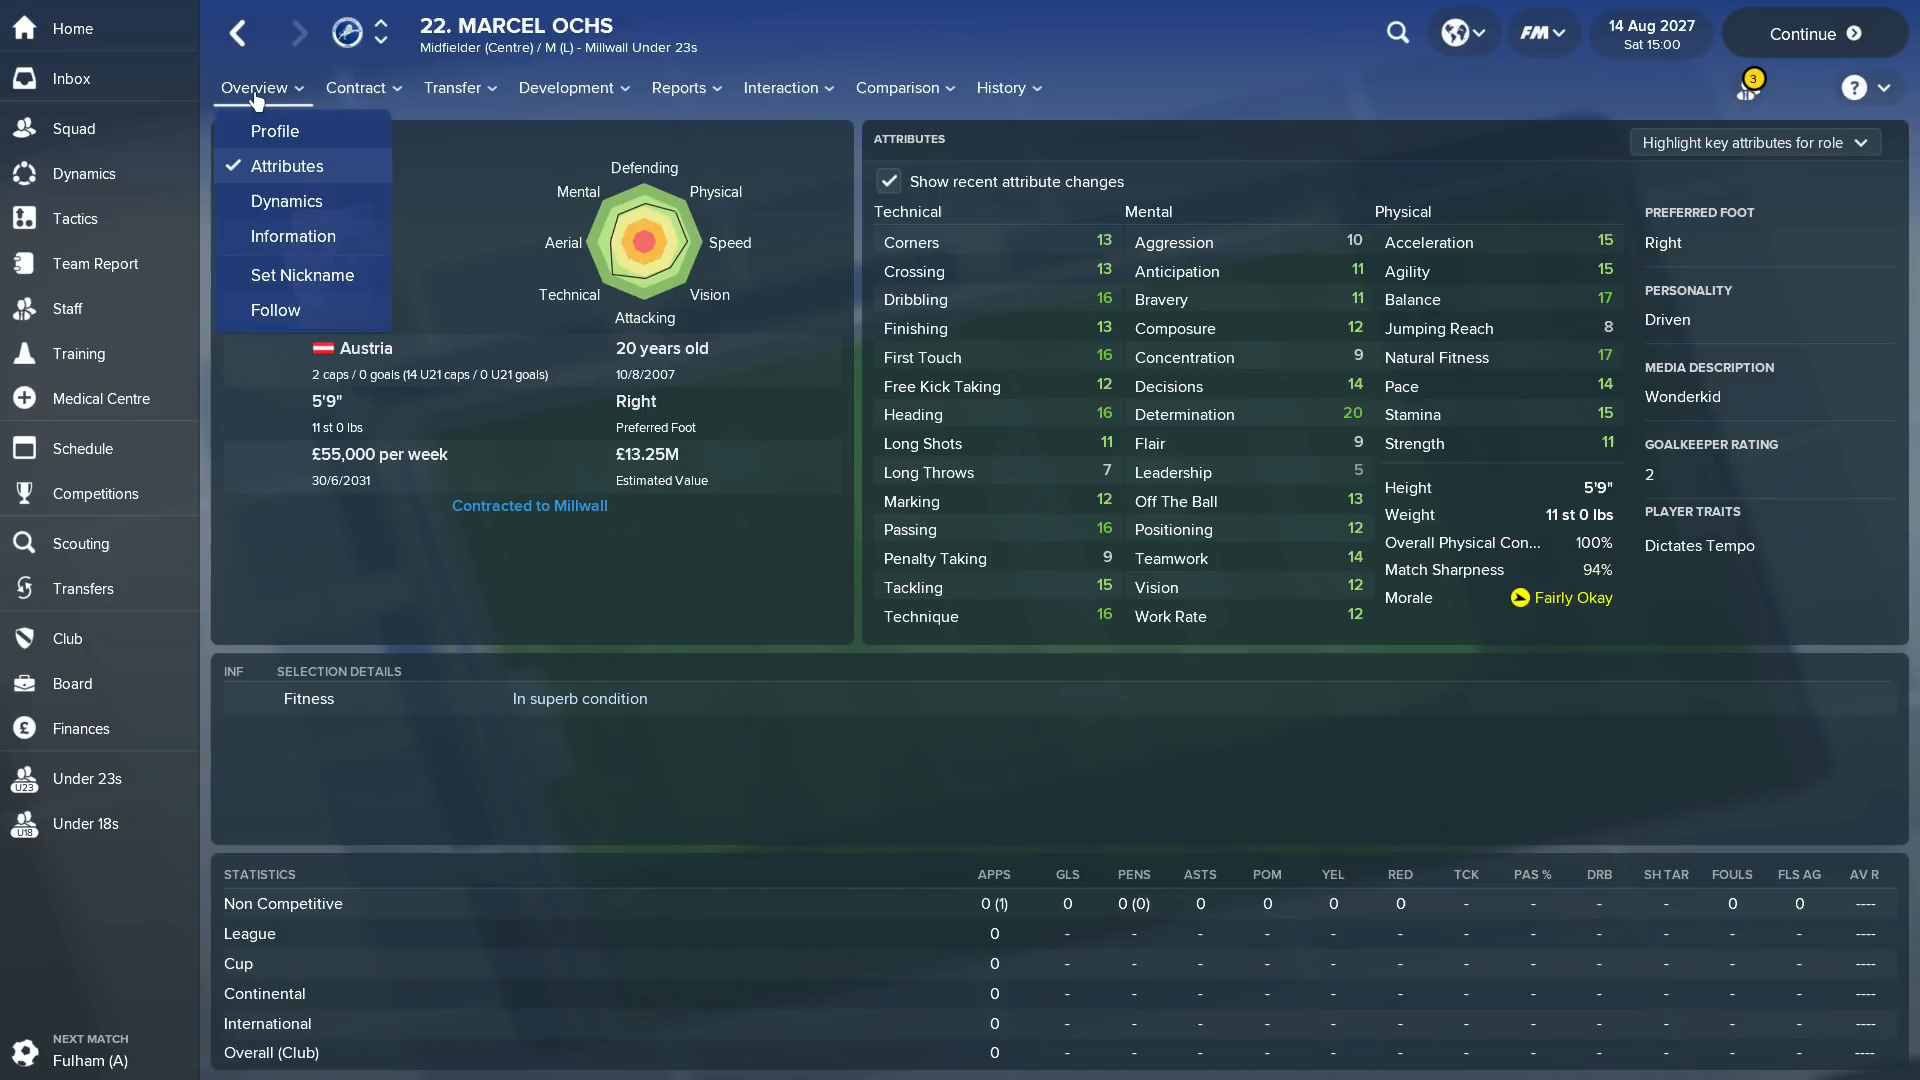 Home
Inbox
Squad
Dynamics
Tactics
Team Report
Staff
Training
Medical Centre
Schedule
Competitions
Scouting
Transfers
Club
Board
Finances
U23
Under 23s
U18
Under 18s
NEXT MATCH
Fulham (A)
22. MARCEL OCHS
Midfielder (Centre) / M (L) - Millwall Under 23s
FM
14 Aug 2027
Sat 15:00
Continue
Overview
Contract
Transfer
Development
Reports
Interaction
Comparison
History
3
?
Profile
Attributes
Dynamics
Information
Set Nickname
Follow
Defending
Physical
Speed
Vision
Attacking
Technical
Aerial
Mental
Austria
2 caps / 0 goals (14 U21 caps / 0 U21 goals)
20 years old
10/8/2007
5'9"
11 st 0 lbs
Right
Preferred Foot
£55,000 per week
30/6/2031
£13.25M
Estimated Value
Contracted to Millwall
ATTRIBUTES
Highlight key attributes for role
Show recent attribute changes
Technical
Corners 13
Crossing 13
Dribbling 16
Finishing 13
First Touch 16
Free Kick Taking 12
Heading 16
Long Shots 11
Long Throws 7
Marking 12
Passing 16
Penalty Taking 9
Tackling 15
Technique 16
Mental
Aggression 10
Anticipation 11
Bravery 11
Composure 12
Concentration 9
Decisions 14
Determination 20
Flair 9
Leadership 5
Off The Ball 13
Positioning 12
Teamwork 14
Vision 12
Work Rate 12
Physical
Acceleration 15
Agility 15
Balance 17
Jumping Reach 8
Natural Fitness 17
Pace 14
Stamina 15
Strength 11
Height 5'9"
Weight 11 st 0 lbs
Overall Physical Con... 100%
Match Sharpness 94%
Morale Fairly Okay
PREFERRED FOOT
Right
PERSONALITY
Driven
MEDIA DESCRIPTION
Wonderkid
GOALKEEPER RATING
2
PLAYER TRAITS
Dictates Tempo
INF SELECTION DETAILS
Fitness In superb condition
STATISTICS APPS GLS PENS ASTS POM YEL RED TCK PAS % DRB SH TAR FOULS FLS AG AV R
Non Competitive 0 (1) 0 0 (0) 0 0 0 0 - - - - 0 0 ----
League 0 - - - - - - - - - - - - ----
Cup 0 - - - - - - - - - - - - ----
Continental 0 - - - - - - - - - - - - ----
International 0 - - - - - - - - - - - - ----
Overall (Club) 0 - - - - - - - - - - - - ----